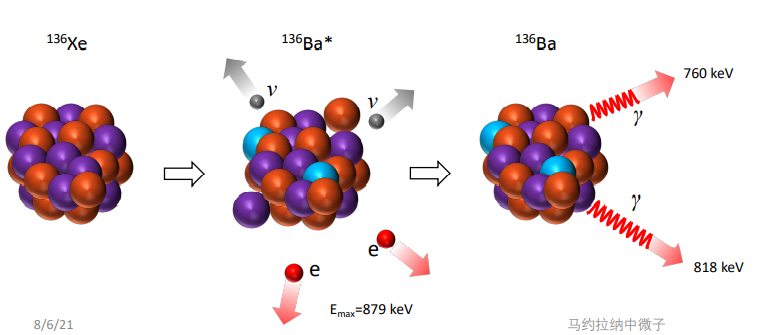 ¹³⁶Xe
¹³⁶Ba*
¹³⁶Ba
ν
ν
760 keV
γ
γ
e
e
818 keV
Eₘₐₓ=879 keV
8/6/21
马约拉纳中微子